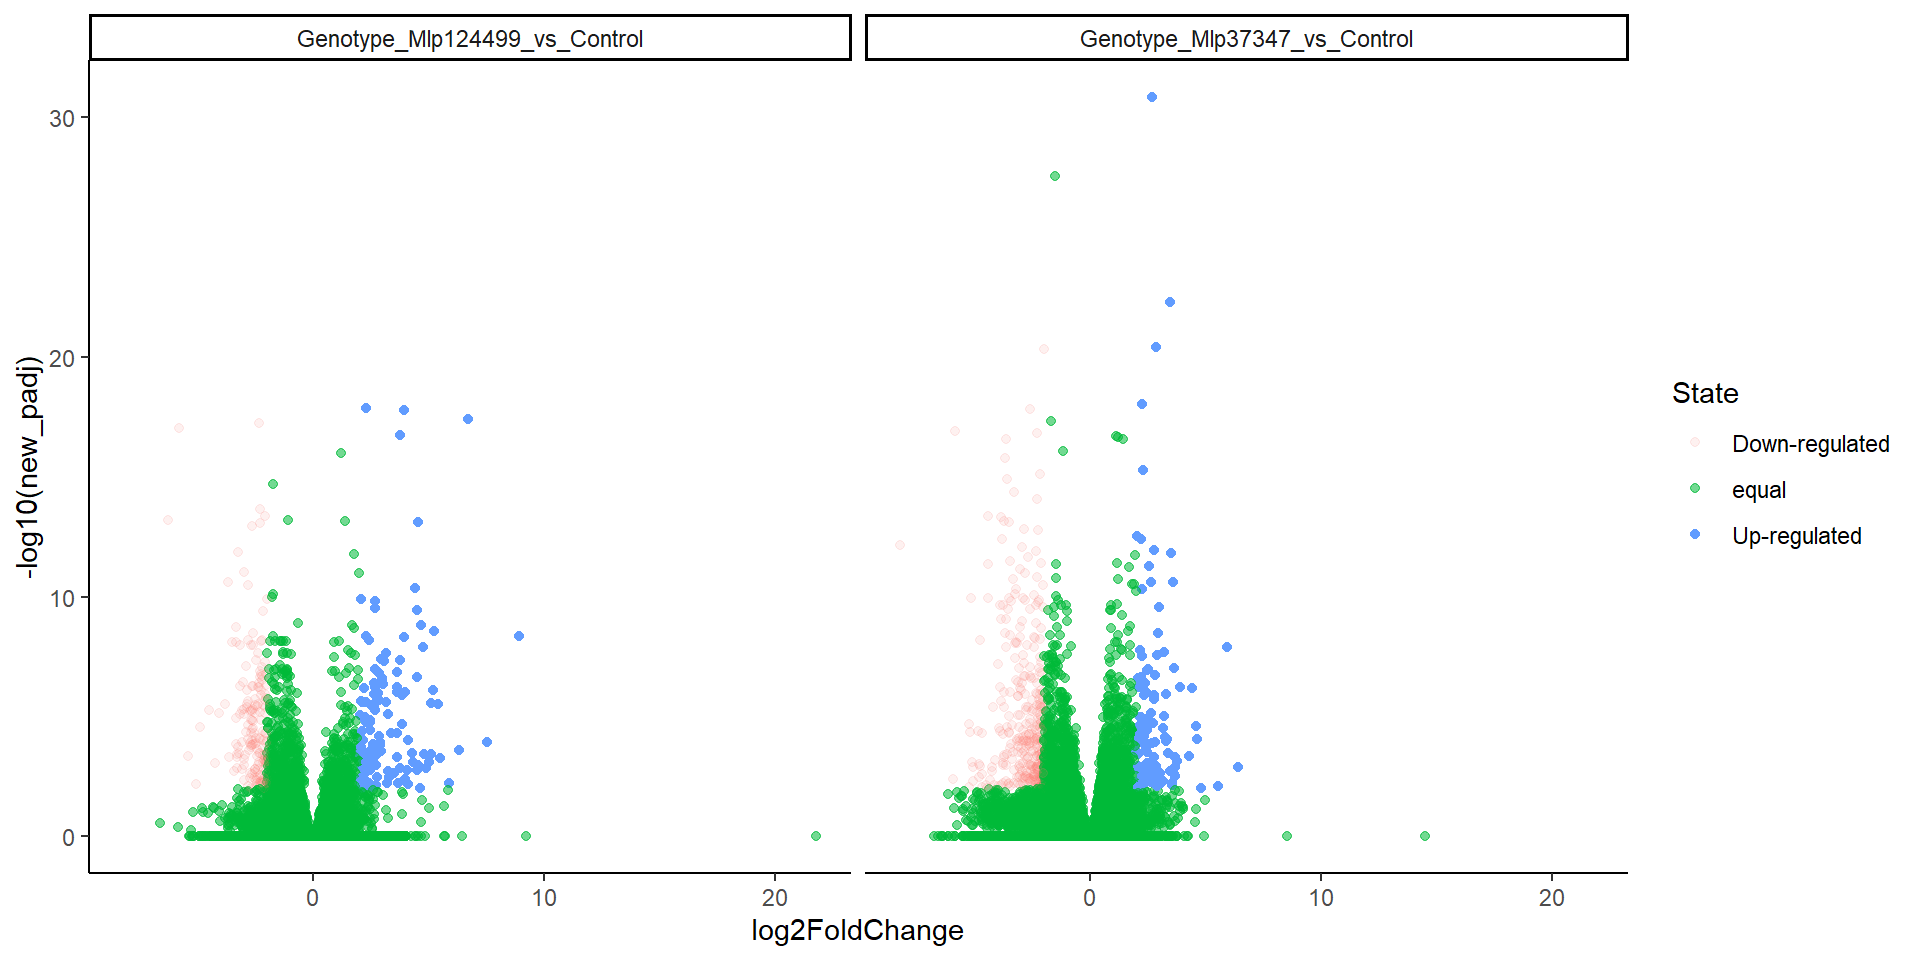 Genotype_Mlp124499_vs_Control
Genotype_Mlp37347_vs_Control
30
20
10
0
-log10(new_padj)
0
10
20
0
10
20
log2FoldChange
State
Down-regulated
equal
Up-regulated